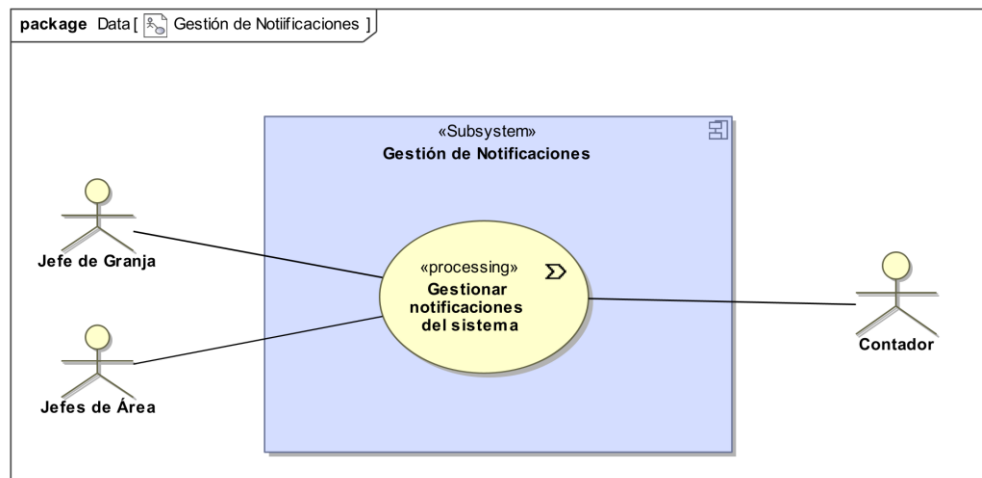 package Data [ Gestión de Notiificaciones ]
«Subsystem»
Gestión de Notificaciones
«processing»
Gestionar
notificaciones
del sistema
Jefe de Granja
Jefes de Área
Contador